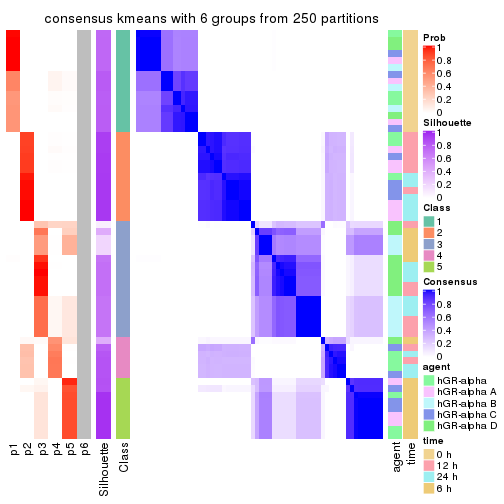 consensus kmeans with 6 groups from 250 partitions
Prob
1
0.8
0.6
0.4
0.2
0
Silhouette
1
0.8
0.6
0.4
0.2
0
Class
1
2
3
4
5
Consensus
1
0.8
0.6
0.4
0.2
0
agent
hGR-alpha
hGR-alpha A
hGR-alpha B
hGR-alpha C
hGR-alpha D
time
0 h
12 h
24 h
6 h
p1
p2
p3
p4
p5
p6
Silhouette
Class
agent
time